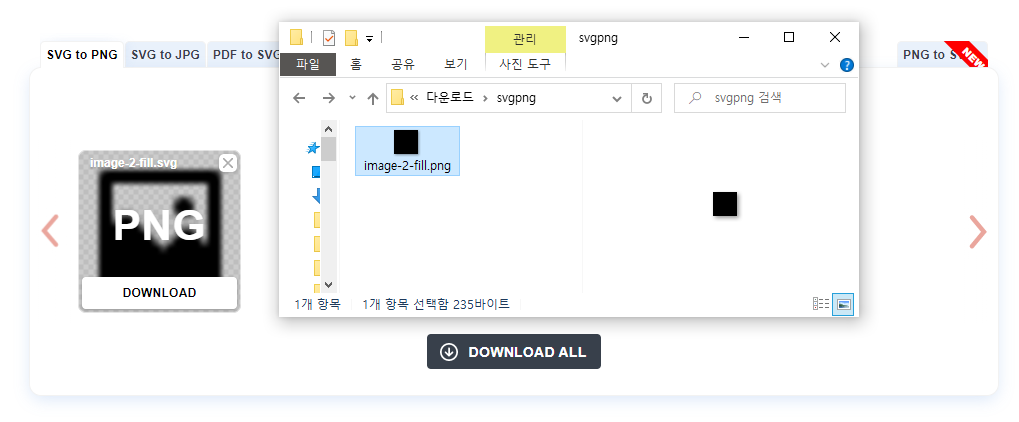 SVG to PNG
SVG to JPG
PDF to SVG
관리
svgpng
파일
홈
공유
보기
사진 도구
다운로드
svgpng
svgpng 검색
PNG to S
NEW
image-2-fill.svg
PNG
DOWNLOAD
image-2-fill.png
1개 항목
1개 항목 선택함 235바이트
DOWNLOAD ALL